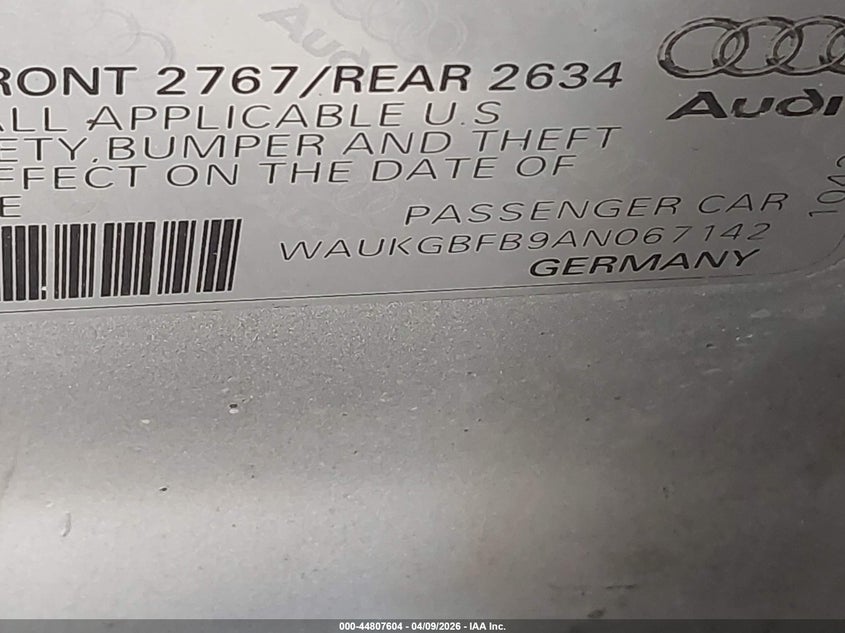 RONT 2767/REAR 2634
ALL APPLICABLE U.S
ETY, BUMPER AND THEFT
FFECT ON THE DATE OF
E
Audi
PASSENGER CAR
WAUKGBFB9AN067142
GERMANY
000-44807604 - 04/09/2026 - IAA Inc.